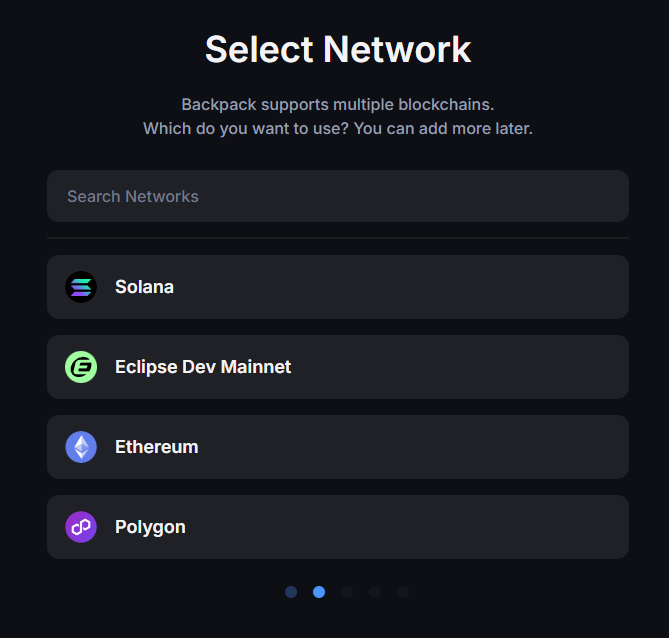 Select Network
Backpack supports multiple blockchains.
Which do you want to use? You can add more later.
Search Networks
Solana
Eclipse Dev Mainnet
Ethereum
Polygon